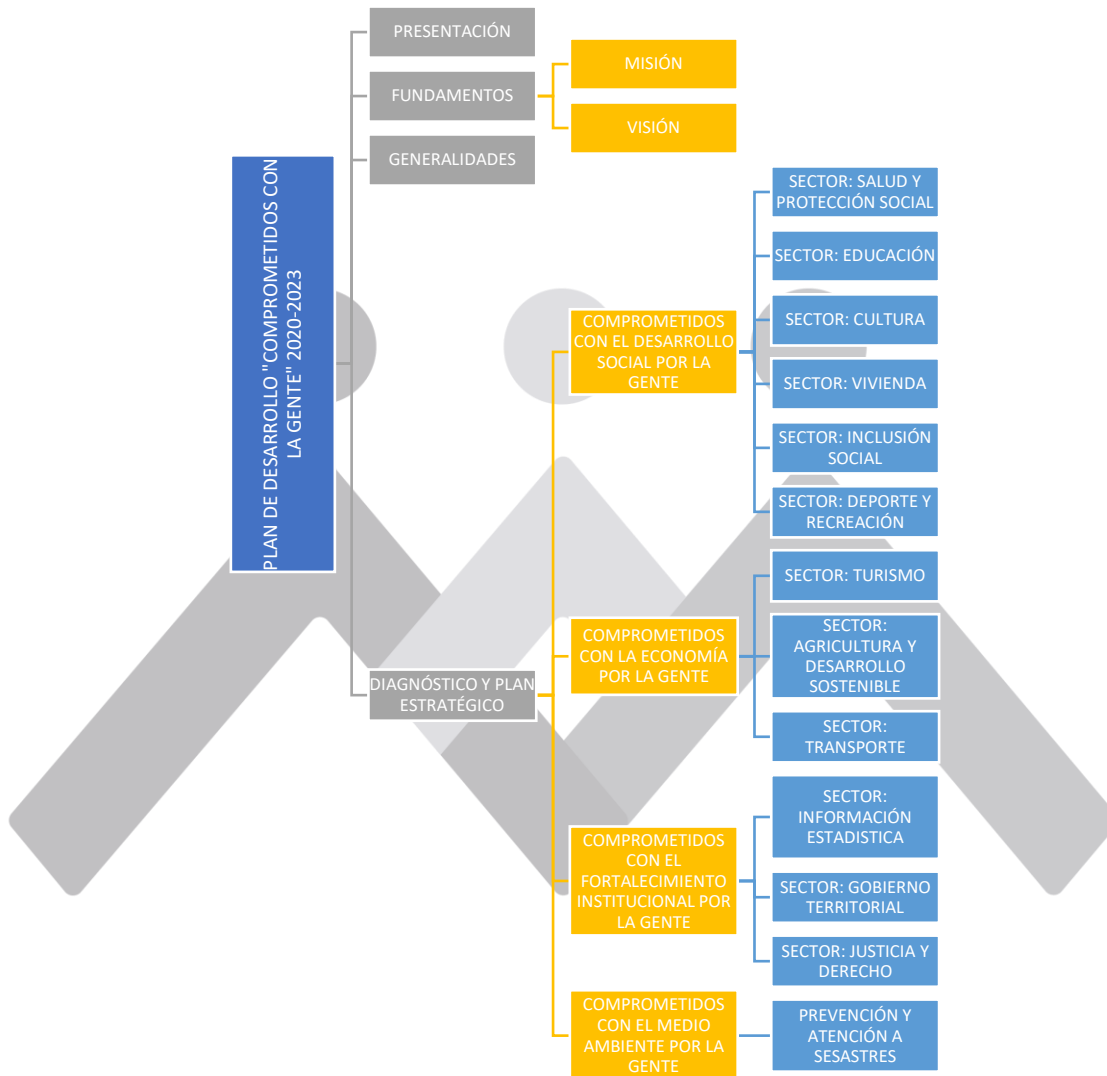 PLAN DE DESARROLLO "COMPROMETIDOS CON
LA GENTE" 2020-2023
PRESENTACIÓN
FUNDAMENTOS
MISIÓN
VISIÓN
GENERALIDADES
DIAGNÓSTICO Y PLAN
ESTRATÉGICO
COMPROMETIDOS
CON EL DESARROLLO
SOCIAL POR LA
GENTE
SECTOR: SALUD Y
PROTECCIÓN SOCIAL
SECTOR: EDUCACIÓN
SECTOR: CULTURA
SECTOR: VIVIENDA
SECTOR: INCLUSIÓN
SOCIAL
SECTOR: DEPORTE Y
RECREACIÓN
COMPROMETIDOS
CON LA ECONOMÍA
POR LA GENTE
SECTOR: TURISMO
SECTOR:
AGRICULTURA Y
DESARROLLO
SOSTENIBLE
SECTOR:
TRANSPORTE
COMPROMETIDOS
CON EL
FORTALECIMIENTO
INSTITUCIONAL POR
LA GENTE
SECTOR:
INFORMACIÓN
ESTADISTICA
SECTOR: GOBIERNO
TERRITORIAL
SECTOR: JUSTICIA Y
DERECHO
COMPROMETIDOS
CON EL MEDIO
AMBIENTE POR LA
GENTE
PREVENCIÓN Y
ATENCIÓN A
SESASTRES